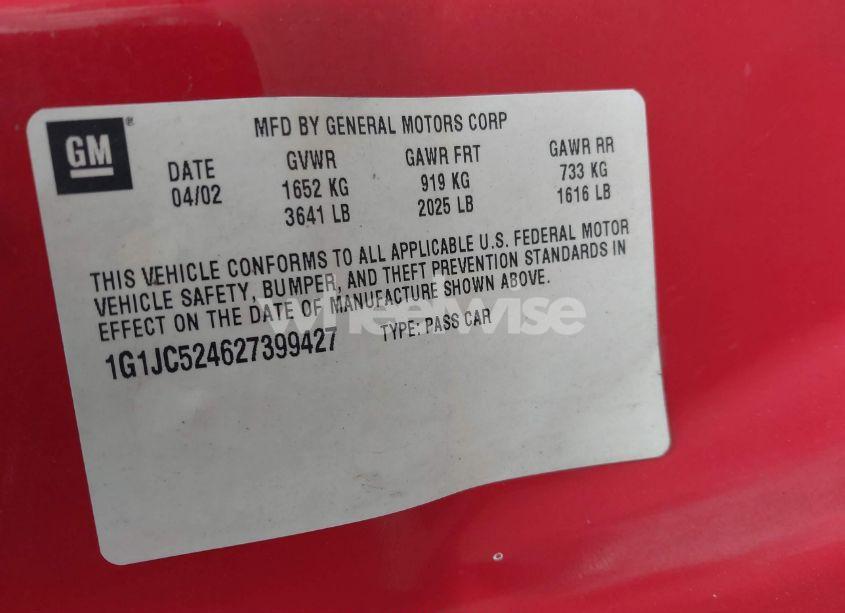 GM®
MFD BY GENERAL MOTORS CORP
DATE GVWR GAWR FRT GAWR RR
04/02 1652 KG 919 KG 733 KG
3641 LB 2025 LB 1616 LB
THIS VEHICLE CONFORMS TO ALL APPLICABLE U.S. FEDERAL MOTOR
VEHICLE SAFETY, BUMPER, AND THEFT PREVENTION STANDARDS IN
EFFECT ON THE DATE OF MANUFACTURE SHOWN ABOVE.
1G1JC524627399427 TYPE: PASS CAR
wheelwise